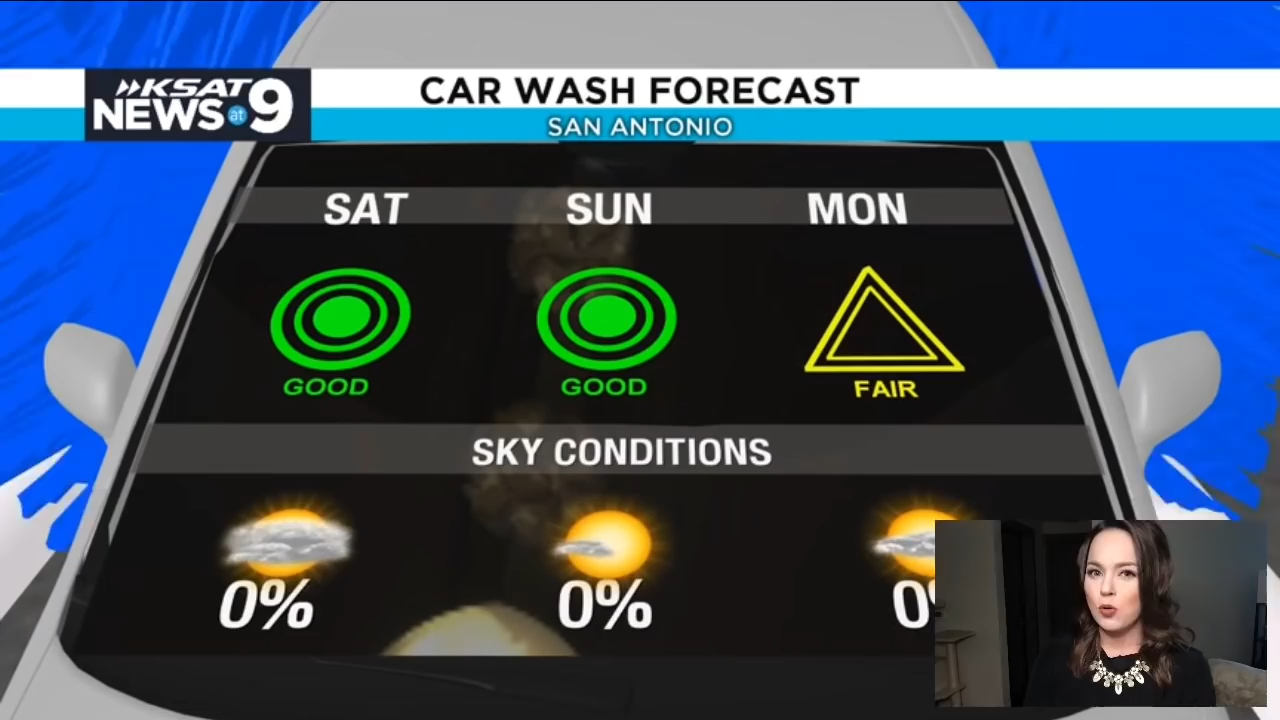 KSAT
NEWS at 9
CAR WASH FORECAST
SAN ANTONIO
SAT SUN MON
GOOD GOOD FAIR
SKY CONDITIONS
0% 0% 0